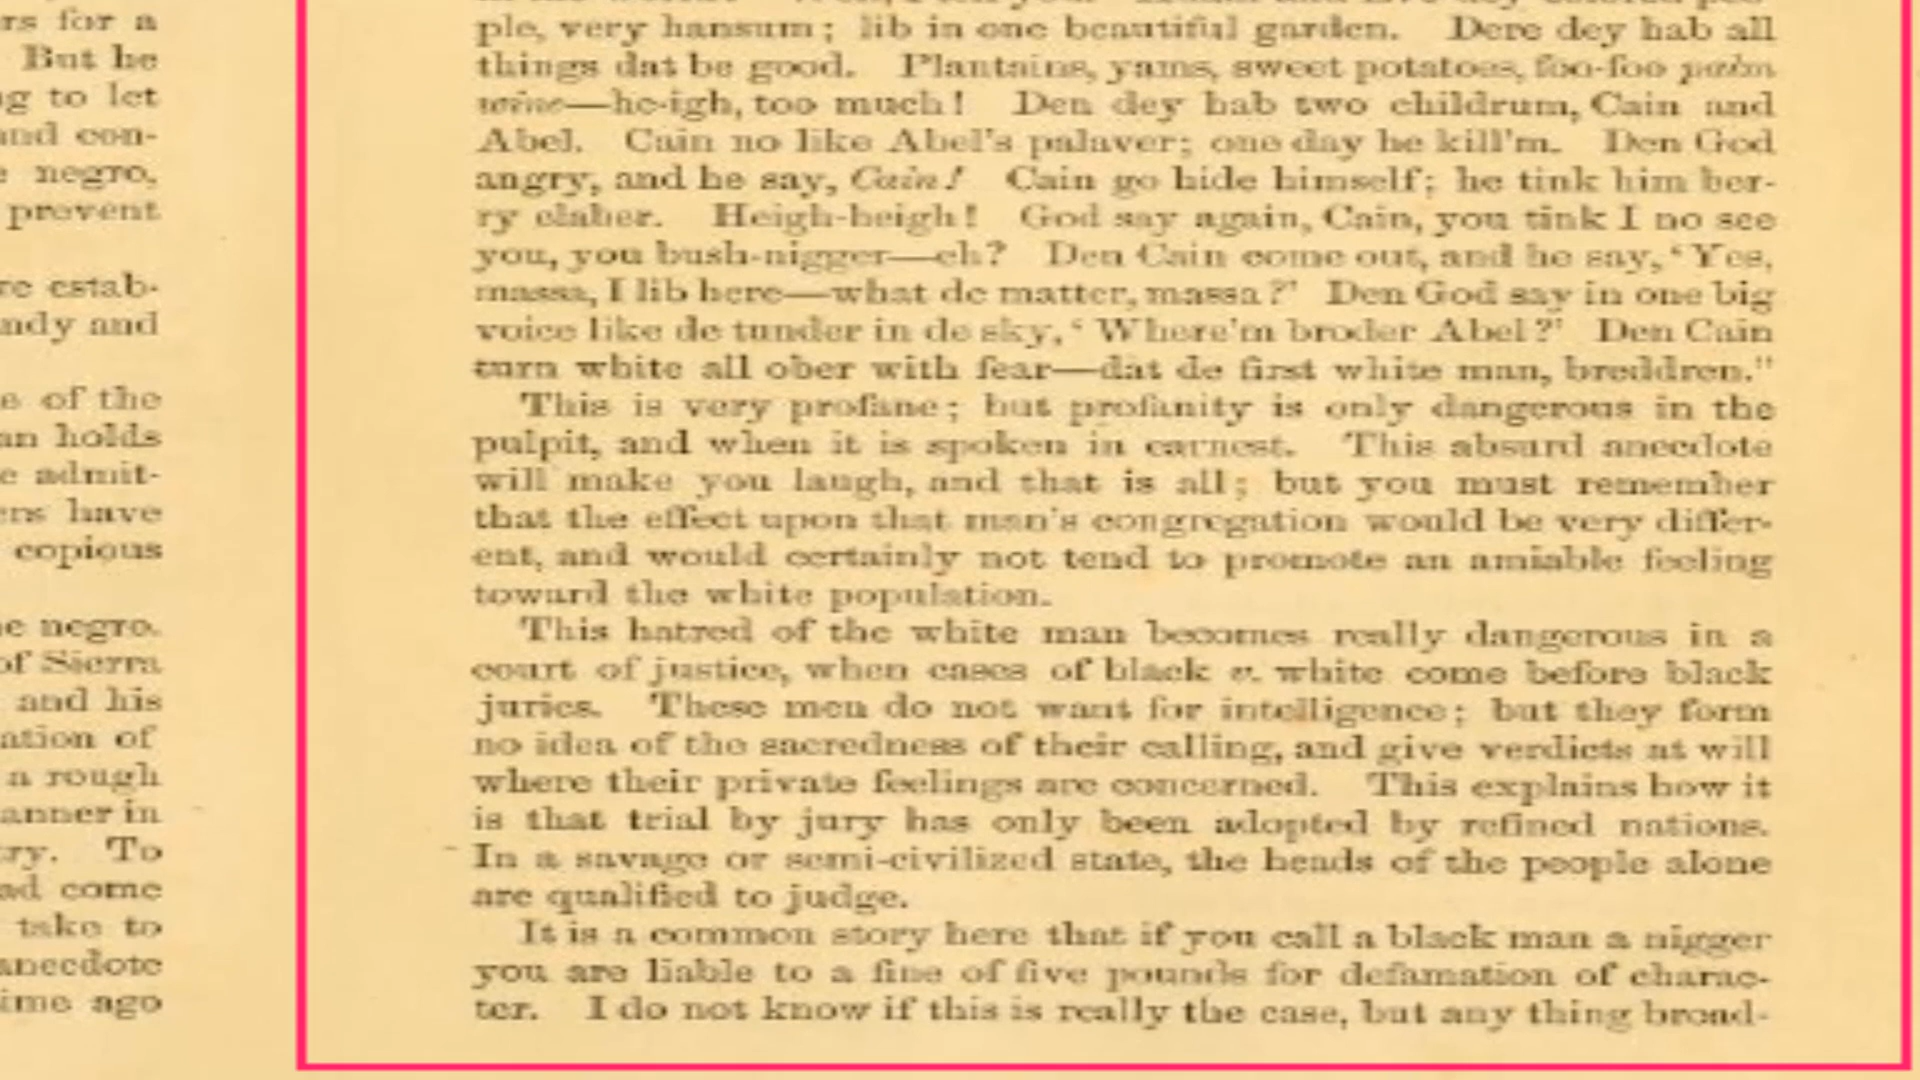 rs for a
But he
g to let
and con-
negro,
prevent
re estab-
ndy and
of the
an holds
admit-
ers have
copious
e negro.
of Sierra
and his
ation of
a rough
anner in
ry. To
ad come
take to
anecdote
ime ago
ple, very hansum; lib in one beautiful garden. Dere dey hab all
things dat be good. Plantains, yams, sweet potatoes, foo-foo palm
wine—he-igh, too much! Den dey hab two childrum, Cain and
Abel. Cain no like Abel's palaver; one day he kill'm. Den God
angry, and he say, Cain! Cain go hide himself; he tink him ber-
ry claber. Heigh-heigh! God say again, Cain, you tink I no see
you, you bush-nigger—eh? Den Cain come out, and he say, 'Yes,
massa, I lib here—what de matter, massa?' Den God say in one big
voice like de tunder in de sky, 'Where'm broder Abel?' Den Cain
turn white all ober with fear—dat de first white man, breddren."
This is very profane; but profanity is only dangerous in the
pulpit, and when it is spoken in earnest. This absurd anecdote
will make you laugh, and that is all; but you must remember
that the effect upon that man's congregation would be very differ-
ent, and would certainly not tend to promote an amiable feeling
toward the white population.
This hatred of the white man becomes really dangerous in a
court of justice, when cases of black v. white come before black
juries. These men do not want for intelligence; but they form
no idea of the sacredness of their calling, and give verdicts at will
where their private feelings are concerned. This explains how it
is that trial by jury has only been adopted by refined nations.
In a savage or semi-civilized state, the heads of the people alone
are qualified to judge.
It is a common story here that if you call a black man a nigger
you are liable to a fine of five pounds for defamation of charac-
ter. I do not know if this is really the case, but any thing broad-